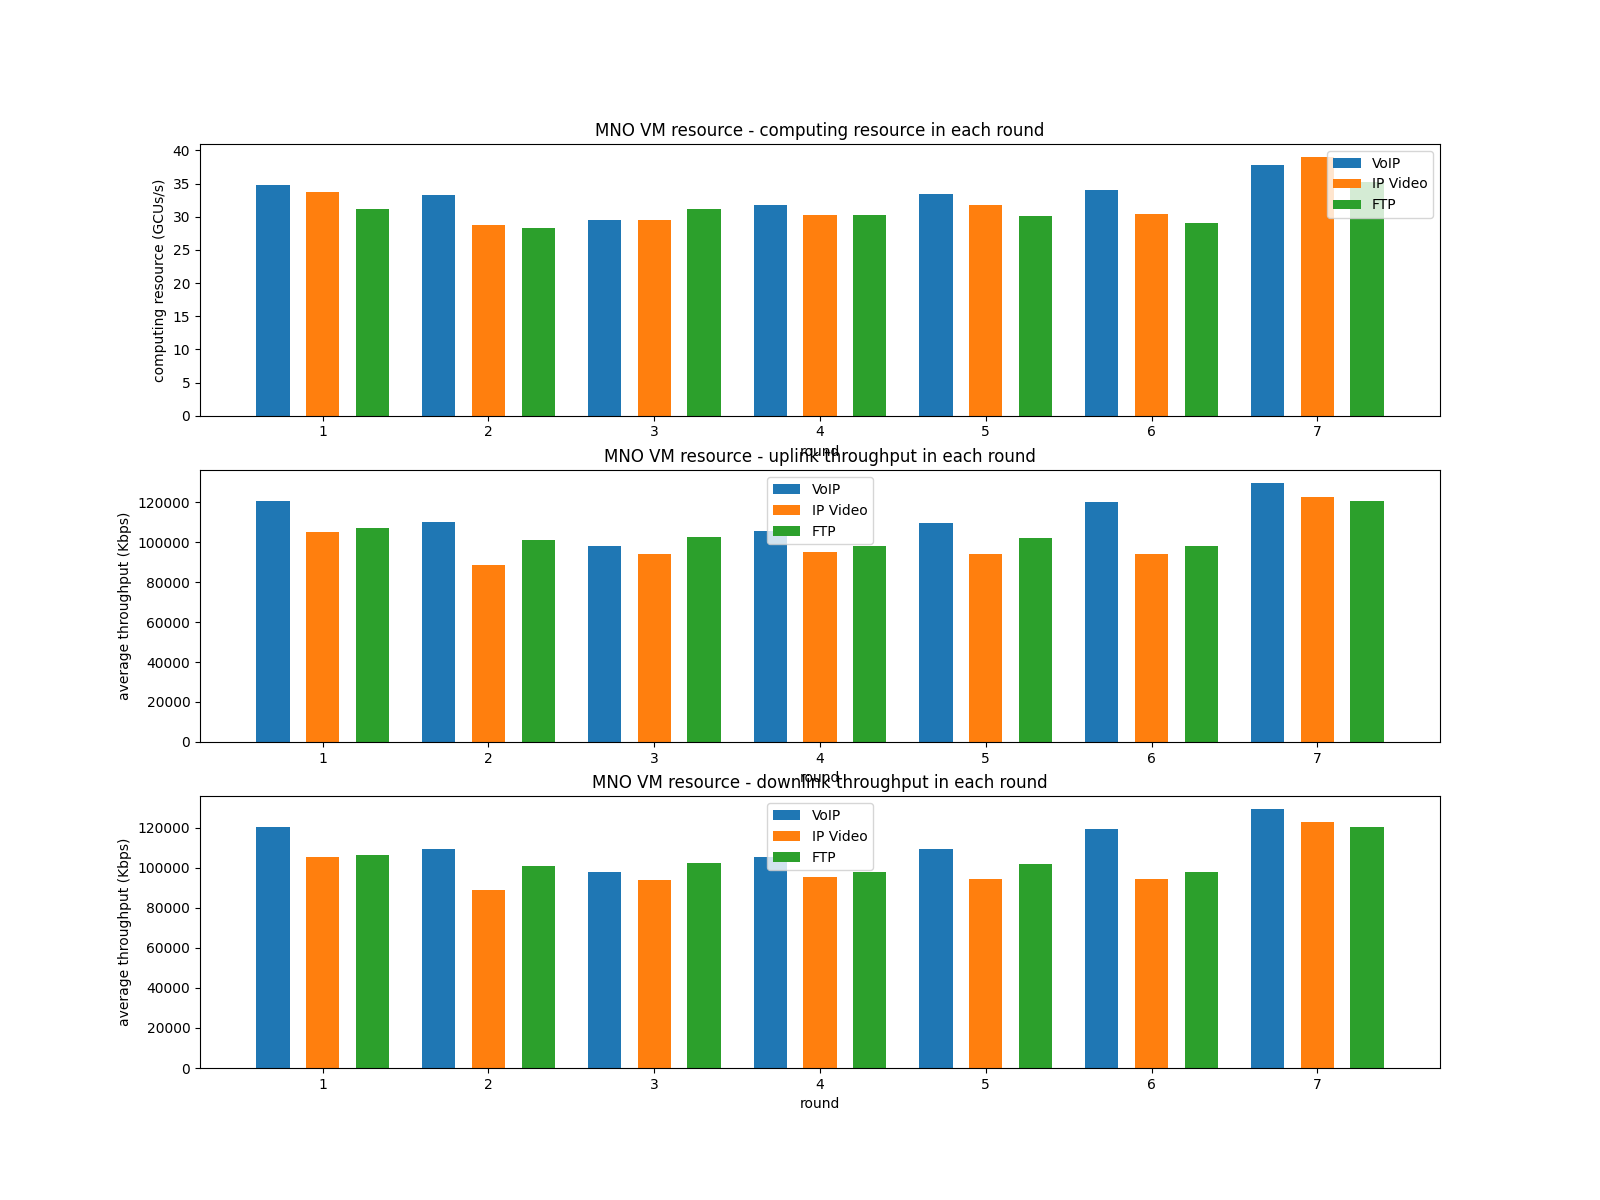 MNO VM resource - computing resource in each round
computing resource (GCUs/s)
40
35
30
25
20
15
10
5
0
VoIP
IP Video
FTP
1 2 3 4 5 6 7
round
MNO VM resource - uplink throughput in each round
average throughput (Kbps)
120000
100000
80000
60000
40000
20000
0
VoIP
IP Video
FTP
1 2 3 4 5 6 7
round
MNO VM resource - downlink throughput in each round
average throughput (Kbps)
120000
100000
80000
60000
40000
20000
0
VoIP
IP Video
FTP
1 2 3 4 5 6 7
round